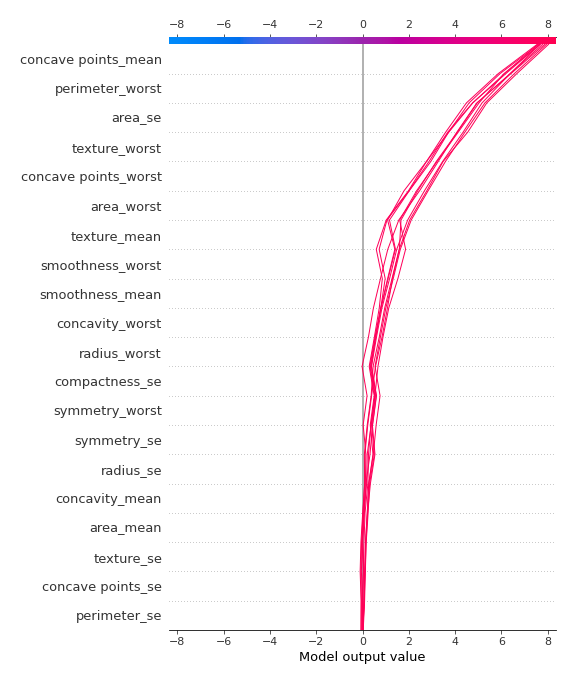 −8 −6 −4 −2 0 2 4 6 8
concave points_mean
perimeter_worst
area_se
texture_worst
concave points_worst
area_worst
texture_mean
smoothness_worst
smoothness_mean
concavity_worst
radius_worst
compactness_se
symmetry_worst
symmetry_se
radius_se
concavity_mean
area_mean
texture_se
concave points_se
perimeter_se
−8 −6 −4 −2 0 2 4 6 8
Model output value